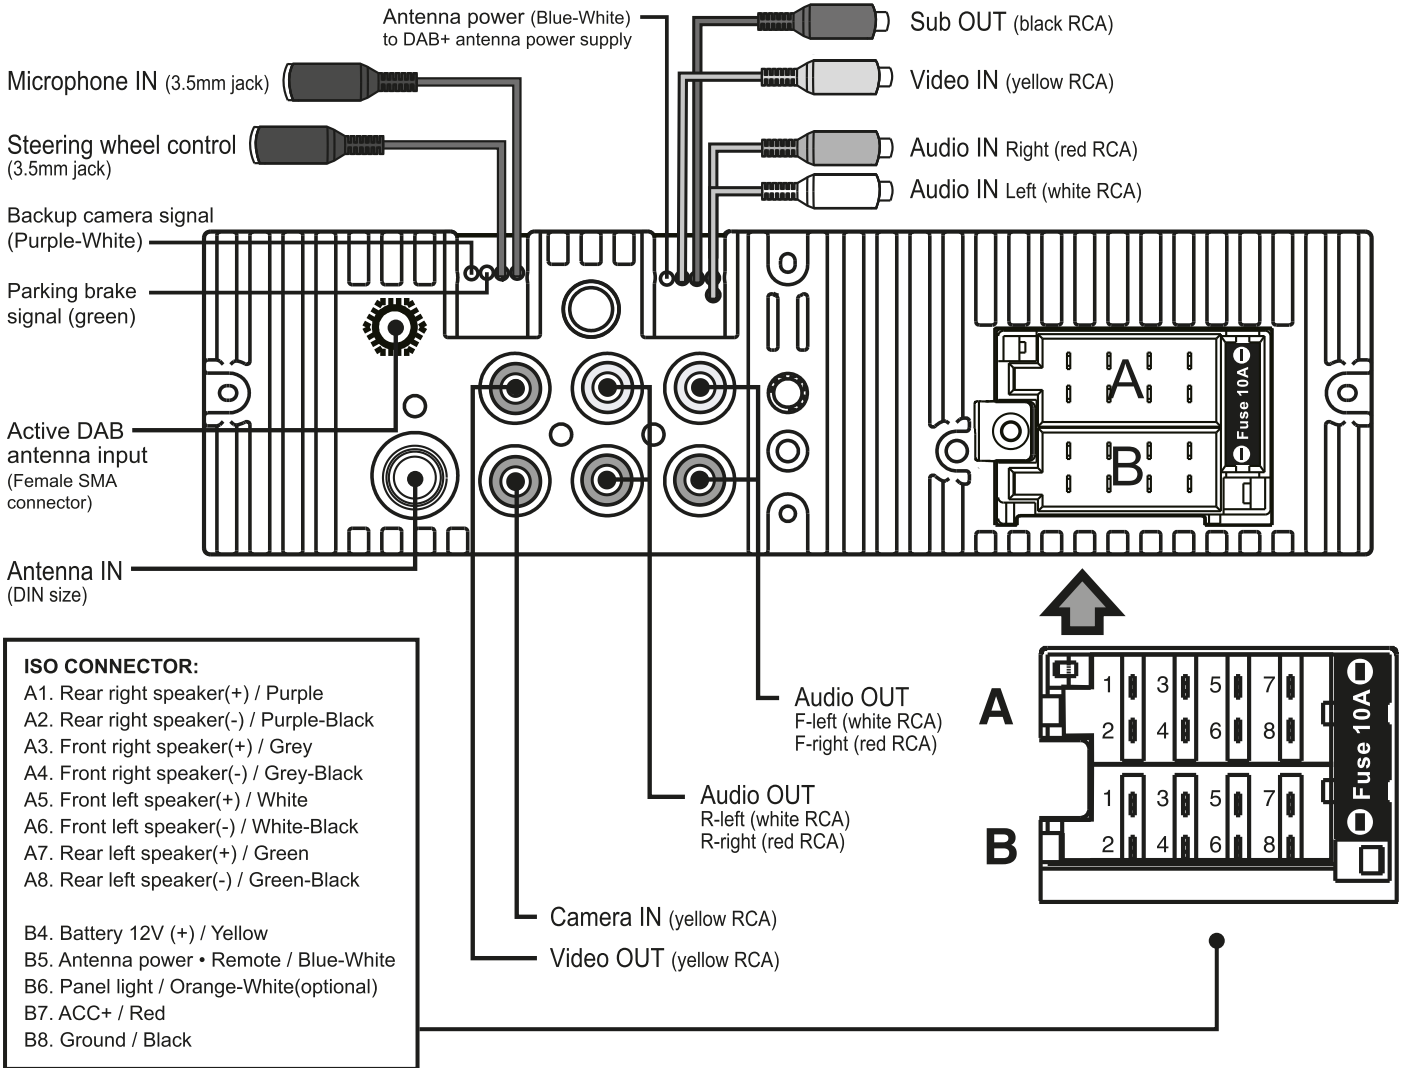 Antenna power (Blue-White)
to DAB+ antenna power supply
Sub OUT (black RCA)
Microphone IN (3.5mm jack)
Video IN (yellow RCA)
Steering wheel control
(3.5mm jack)
Audio IN Right (red RCA)
Audio IN Left (white RCA)
Backup camera signal
(Purple-White)
Parking brake
signal (green)
Active DAB
antenna input
(Female SMA
connector)
Antenna IN
(DIN size)
A
B
Fuse 10A
ISO CONNECTOR:
A1. Rear right speaker(+) / Purple
A2. Rear right speaker(-) / Purple-Black
A3. Front right speaker(+) / Grey
A4. Front right speaker(-) / Grey-Black
A5. Front left speaker(+) / White
A6. Front left speaker(-) / White-Black
A7. Rear left speaker(+) / Green
A8. Rear left speaker(-) / Green-Black
B4. Battery 12V (+) / Yellow
B5. Antenna power • Remote / Blue-White
B6. Panel light / Orange-White(optional)
B7. ACC+ / Red
B8. Ground / Black
Audio OUT
F-left (white RCA)
F-right (red RCA)
Audio OUT
R-left (white RCA)
R-right (red RCA)
Camera IN (yellow RCA)
Video OUT (yellow RCA)
A
1 3 5 7
2 4 6 8
B
1 3 5 7
2 4 6 8
Fuse 10A